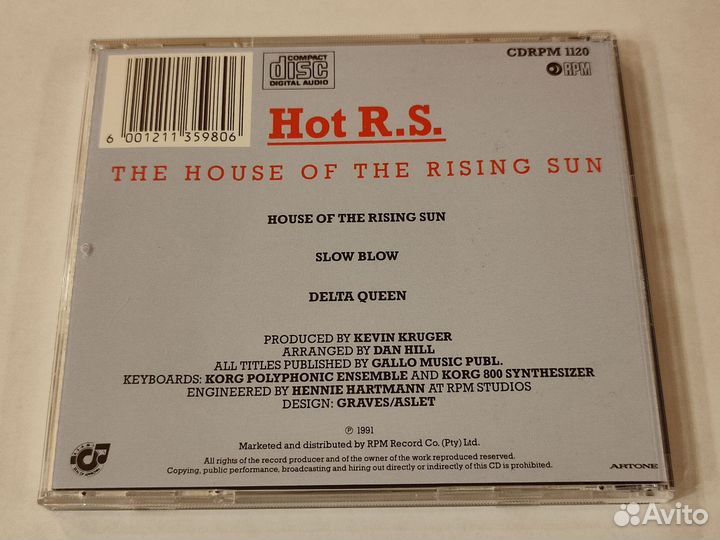 COMPACT
disc
DIGITAL AUDIO
CDRPM 1120
RPM
6 001211 359806
Hot R.S.
THE HOUSE OF THE RISING SUN
HOUSE OF THE RISING SUN
SLOW BLOW
DELTA QUEEN
PRODUCED BY KEVIN KRUGER
ARRANGED BY DAN HILL
ALL TITLES PUBLISHED BY GALLO MUSIC PUBL.
KEYBOARDS: KORG POLYPHONIC ENSEMBLE AND KORG 800 SYNTHESIZER
ENGINEERED BY HENNIE HARTMANN AT RPM STUDIOS
DESIGN: GRAVES/ASLET
℗ 1991
Marketed and distributed by RPM Record Co. (Pty) Ltd.
All rights of the record producer and of the owner of the work reproduced reserved.
Copying, public performance, broadcasting and hiring out directly or indirectly of this CD is prohibited.
ARTONE
Avito